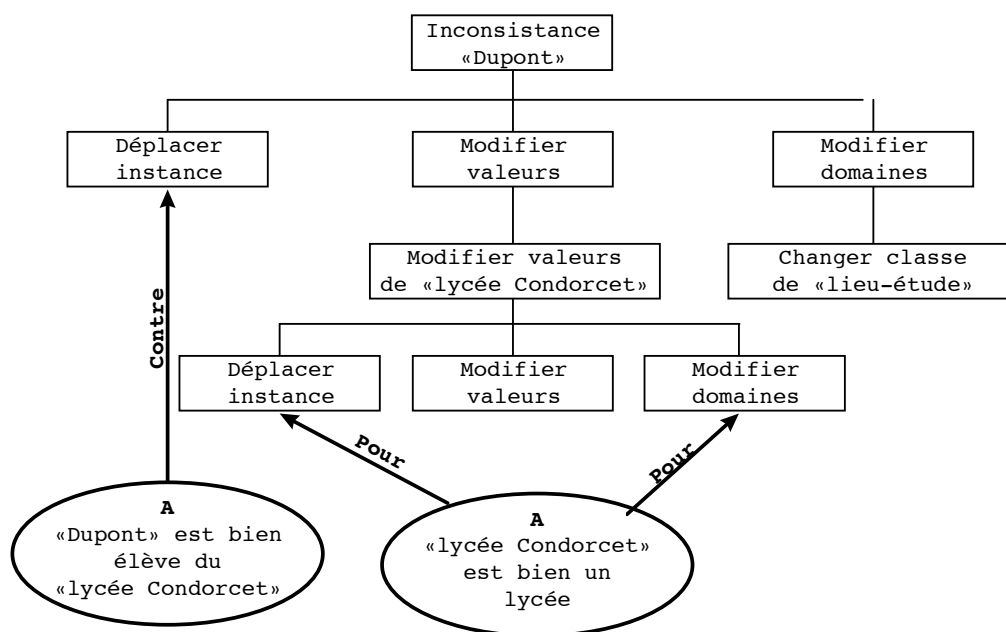 Inconsistance
«Dupont»
Déplacer
instance
Modifier
valeurs
Modifier
domaines
Modifier valeurs
de «lycée Condorcet»
Changer classe
de «lieu-étude»
Contre
Déplacer
instance
Modifier
valeurs
Modifier
domaines
Pour
Pour
A
«Dupont» est bien
élève du
«lycée Condorcet»
A
«lycée Condorcet»
est bien un
lycée